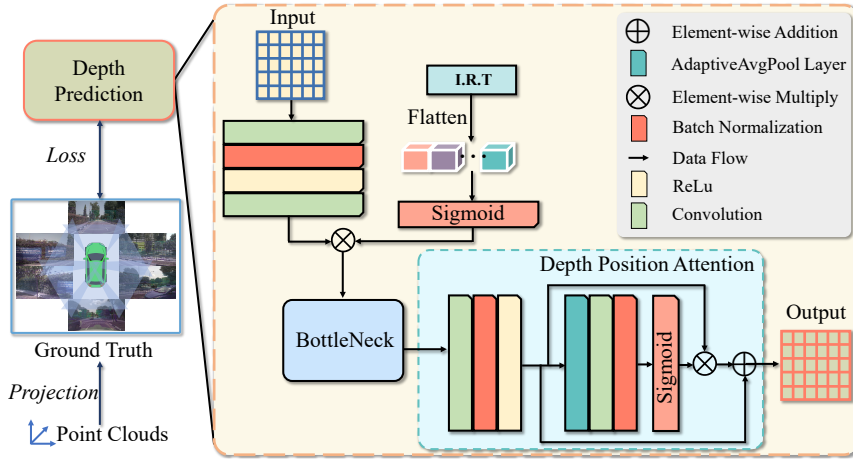 Depth
Prediction
Loss
Ground Truth
Projection
Point Clouds
Input
I.R.T
Flatten
Sigmoid
BottleNeck
Depth Position Attention
Sigmoid
Output
Element-wise Addition
AdaptiveAvgPool Layer
Element-wise Multiply
Batch Normalization
Data Flow
ReLu
Convolution